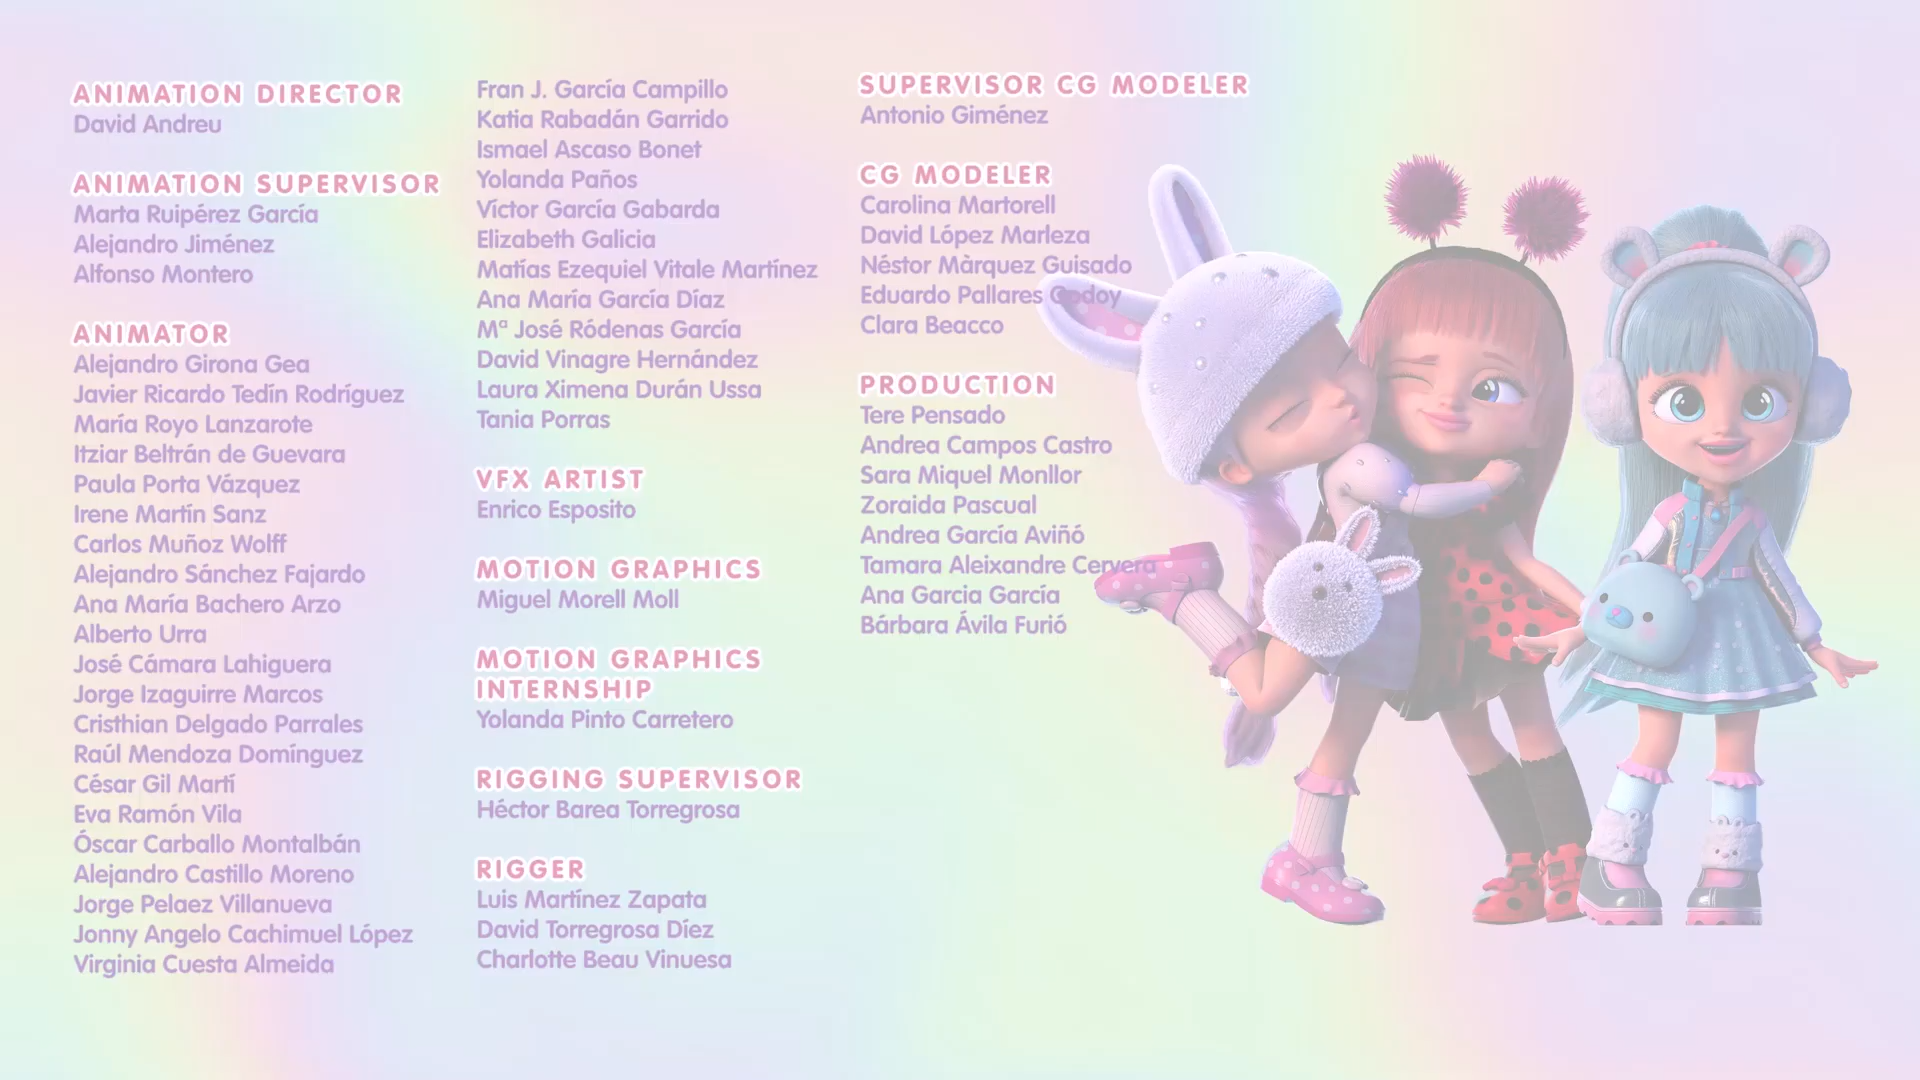 ANIMATION DIRECTOR
David Andreu
ANIMATION SUPERVISOR
Marta Ruipérez García
Alejandro Jiménez
Alfonso Montero
ANIMATOR
Alejandro Girona Gea
Javier Ricardo Tedín Rodríguez
María Royo Lanzarote
Itziar Beltrán de Guevara
Paula Porta Vázquez
Irene Martín Sanz
Carlos Muñoz Wolff
Alejandro Sánchez Fajardo
Ana María Bachero Arzo
Alberto Urra
José Cámara Lahiguera
Jorge Izaguirre Marcos
Cristhian Delgado Parrales
Raúl Mendoza Domínguez
César Gil Martí
Eva Ramón Vila
Óscar Carballo Montalbán
Alejandro Castillo Moreno
Jorge Pelaez Villanueva
Jonny Angelo Cachimuel López
Virginia Cuesta Almeida
Fran J. García Campillo
Katia Rabadán Garrido
Ismael Ascaso Bonet
Yolanda Paños
Víctor García Gabarda
Elizabeth Galicia
Matías Ezequiel Vitale Martínez
Ana María García Díaz
Mª José Ródenas García
David Vinagre Hernández
Laura Ximena Durán Ussa
Tania Porras
VFX ARTIST
Enrico Esposito
MOTION GRAPHICS
Miguel Morell Moll
MOTION GRAPHICS
INTERNSHIP
Yolanda Pinto Carretero
RIGGING SUPERVISOR
Héctor Barea Torregrosa
RIGGER
Luis Martínez Zapata
David Torregrosa Díez
Charlotte Beau Vinuesa
SUPERVISOR CG MODELER
Antonio Giménez
CG MODELER
Carolina Martorell
David López Marleza
Néstor Màrquez Guisado
Eduardo Pallares Godoy
Clara Beacco
PRODUCTION
Tere Pensado
Andrea Campos Castro
Sara Miquel Monllor
Zoraida Pascual
Andrea García Aviñó
Tamara Aleixandre Cervera
Ana Garcia García
Bárbara Ávila Furió